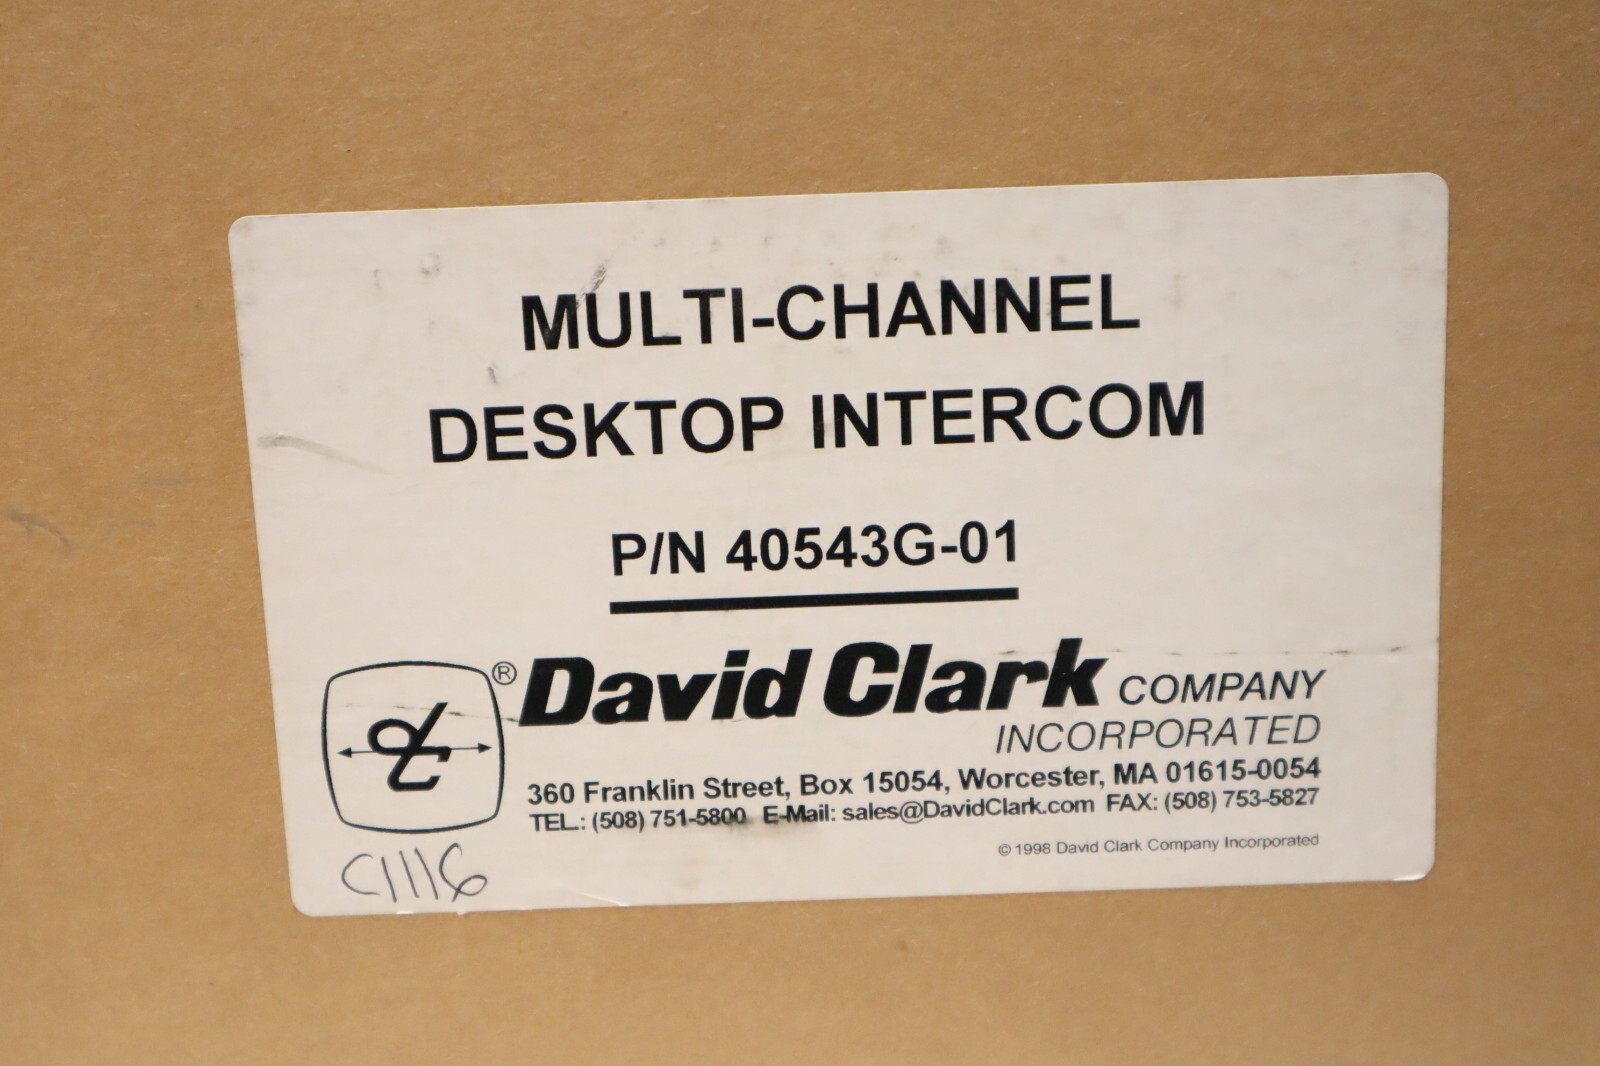 MULTI-CHANNEL
DESKTOP INTERCOM
P/N 40543G-01
® David Clark COMPANY
INCORPORATED
360 Franklin Street, Box 15054, Worcester, MA 01615-0054
TEL.: (508) 751-5800 E-Mail: sales@DavidClark.com FAX: (508) 753-5827
© 1998 David Clark Company Incorporated
C1116